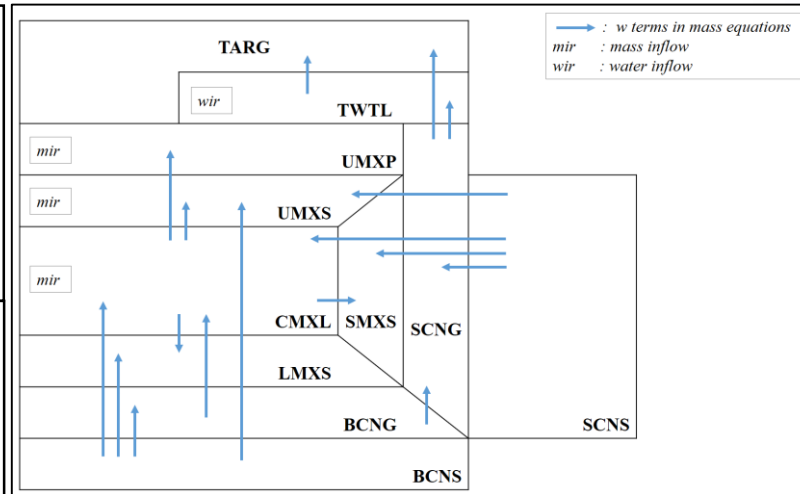 : w terms in mass equations
mir : mass inflow
wir : water inflow
TARG
wir
TWTL
mir
UMXP
mir
UMXS
mir
CMXL SMXS SCNG
LMXS
BCNG SCNS
BCNS